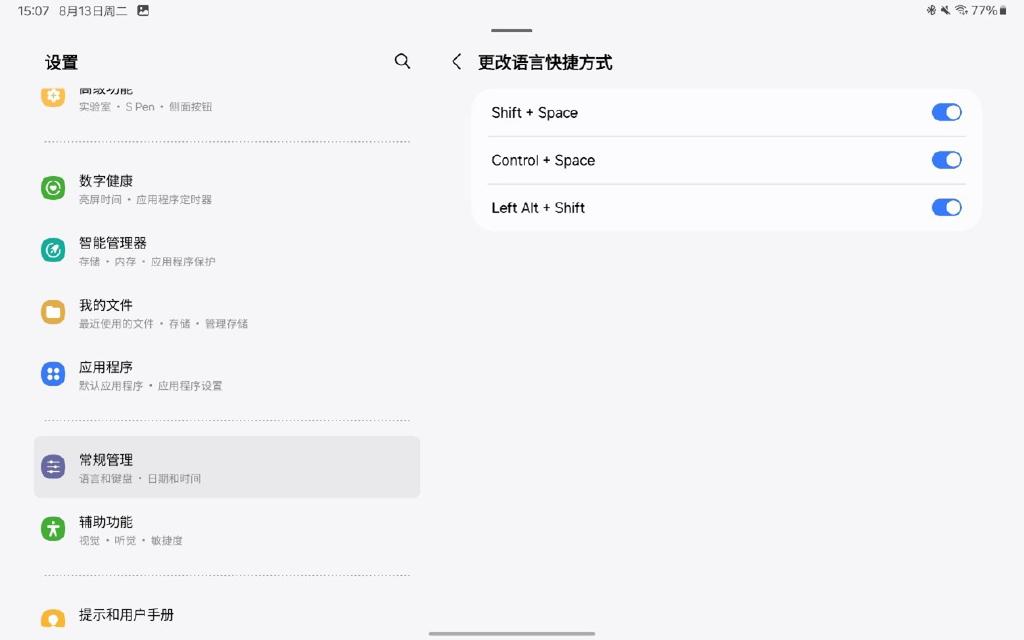 15:07 8月13日周二
77%
设置
高级功能
实验室 • S Pen • 侧面按钮
数字健康
亮屏时间 • 应用程序定时器
智能管理器
存储 • 内存 • 应用程序保护
我的文件
最近使用的文件 • 存储 • 管理存储
应用程序
默认应用程序 • 应用程序设置
常规管理
语言和键盘 • 日期和时间
辅助功能
视觉 • 听觉 • 敏捷度
提示和用户手册
更改语言快捷方式
Shift + Space
Control + Space
Left Alt + Shift